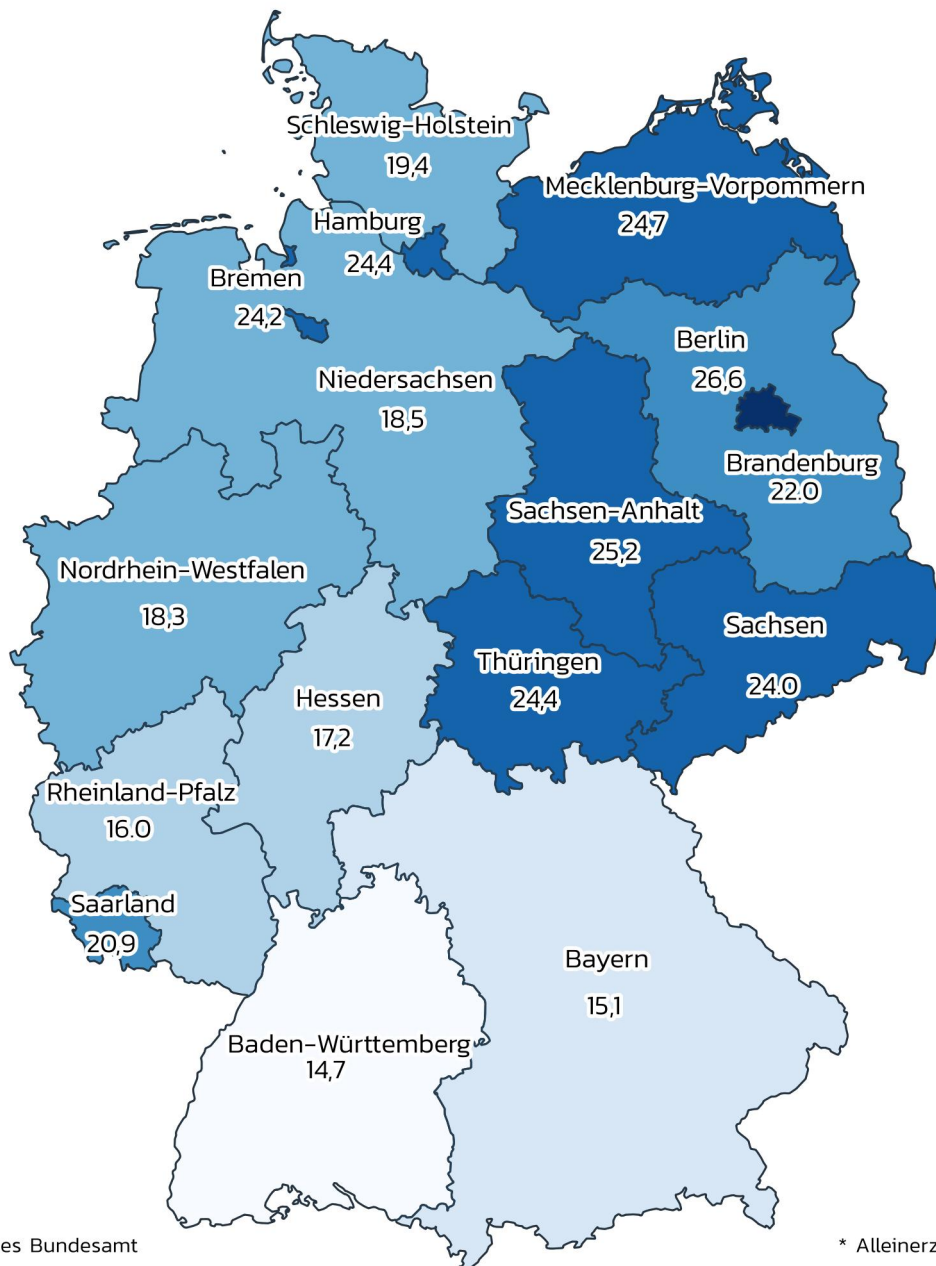 Schleswig-Holstein
19,4
Mecklenburg-Vorpommern
24,7
Hamburg
24,4
Bremen
24,2
Berlin
26,6
Niedersachsen
18,5
Brandenburg
22.0
Sachsen-Anhalt
25,2
Nordrhein-Westfalen
18,3
Sachsen
24.0
Thüringen
24,4
Hessen
17,2
Rheinland-Pfalz
16.0
Saarland
20,9
Bayern
15,1
Baden-Württemberg
14,7
es Bundesamt
* Alleinerz